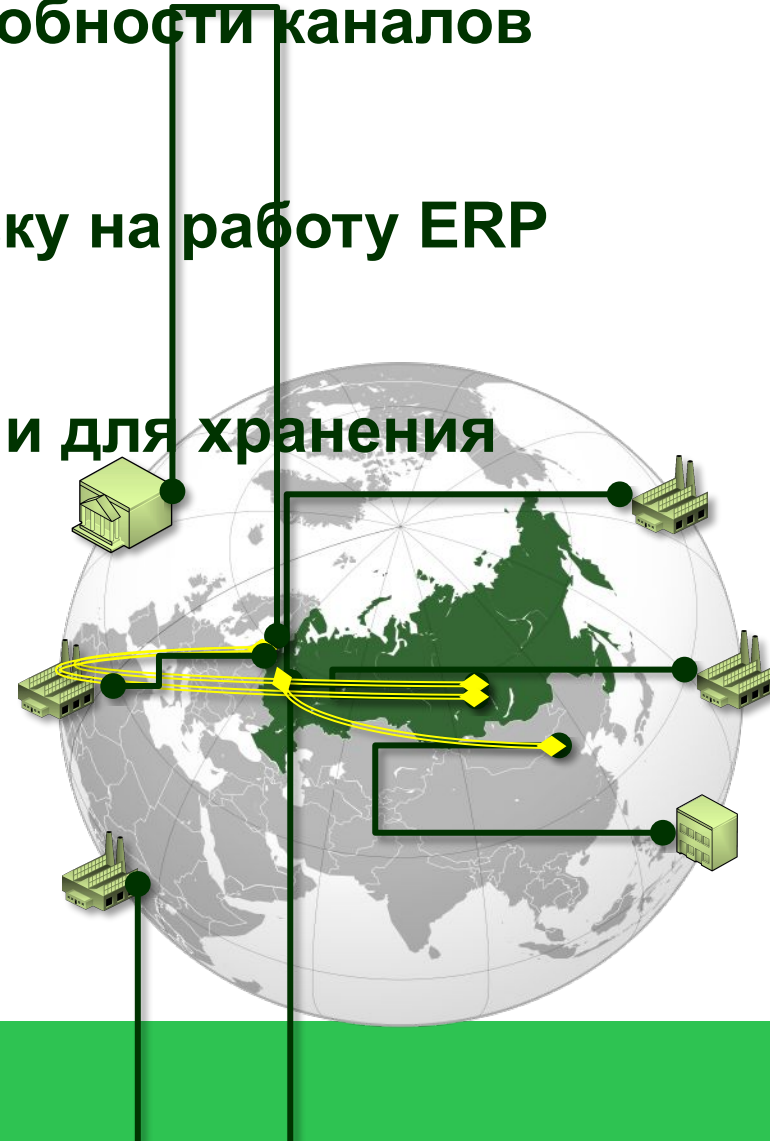 обности каналов
ку на работу ERP
и для хранения